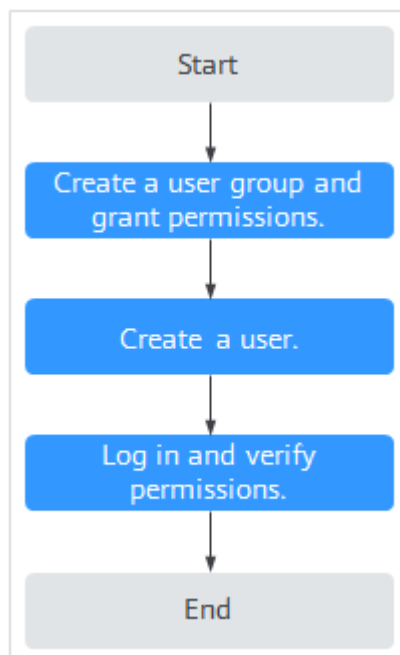 Start
Create a user group and
grant permissions.
Create a user.
Log in and verify
permissions.
End